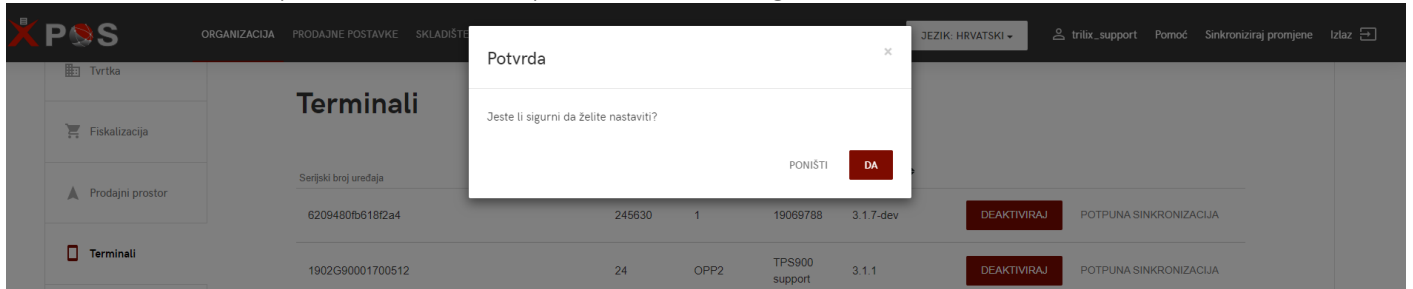 XPOS
ORGANIZACIJA PRODAJNE POSTAVKE SKLADIŠTE JEZIK: HRVATSKI trilix_support Pomoć Sinkroniziraj promjene Izlaz
Potvrda ×
Jeste li sigurni da želite nastaviti?
PONIŠTI DA
Tvrtka
Fiskalizacija
Prodajni prostor
Terminali
Terminali
Serijski broj uređaja
6209480fb618f2a4 245630 1 19069788 3.1.7-dev DEAKTIVIRAJ POTPUNA SINKRONIZACIJA
1902G90001700512 24 OPP2 TPS900 support 3.1.1 DEAKTIVIRAJ POTPUNA SINKRONIZACIJA